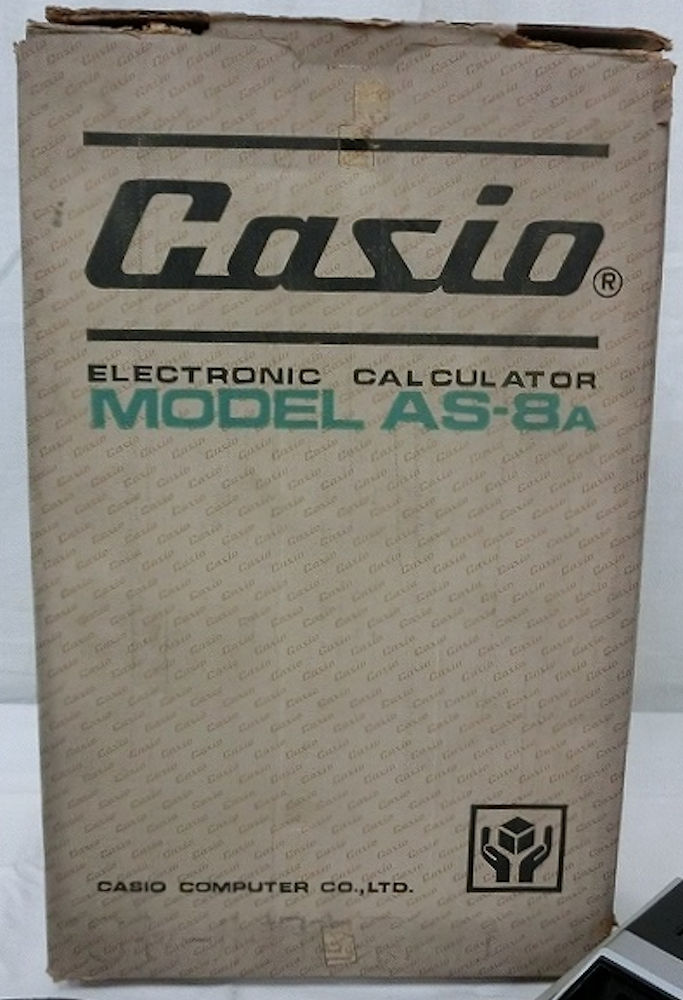 Casio®
ELECTRONIC CALCULATOR
MODEL AS-8A
CASIO COMPUTER CO.,LTD.